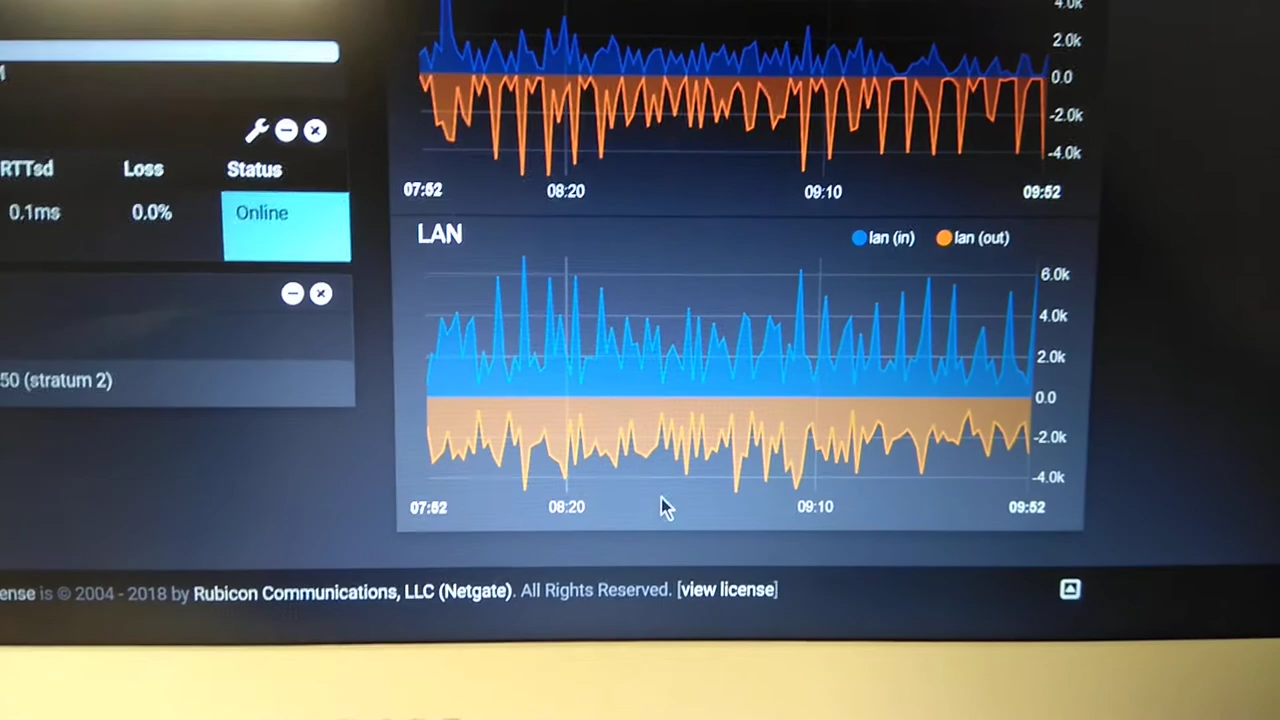 4.0k
2.0k
0.0
-2.0k
-4.0k
07:52 08:20 09:10 09:52
RTTsd Loss Status
0.1ms 0.0% Online
LAN lan (in) lan (out)
6.0k
4.0k
2.0k
0.0
-2.0k
-4.0k
07:52 08:20 09:10 09:52
50 (stratum 2)
ense is © 2004 - 2018 by Rubicon Communications, LLC (Netgate). All Rights Reserved. [view license]